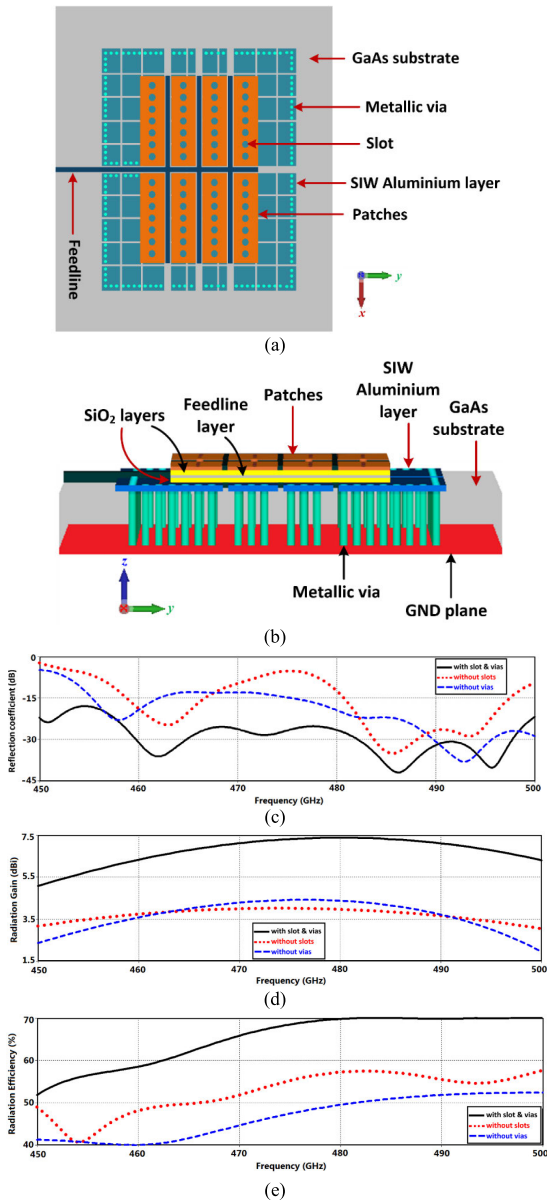 GaAs substrate
Metallic via
Slot
SIW Aluminium layer
Patches
Feedline
y
x
(a)
SIW
Aluminium
layer
Patches
Feedline
layer
SiO2 layers
GaAs
substrate
z
y
Metallic via
GND plane
(b)
Reflection coefficient (dB)
0
-15
-30
-45
with slot & vias
without slots
without vias
450 460 470 480 490 500
Frequency (GHz)
(c)
Radiation Gain (dBi)
7.5
5.5
3.5
1.5
with slot & vias
without slots
without vias
450 460 470 480 490 500
Frequency (GHz)
(d)
Radiation Efficiency (%)
70
60
50
40
with slot & vias
without slots
without vias
450 460 470 480 490 500
Frequency (GHz)
(e)